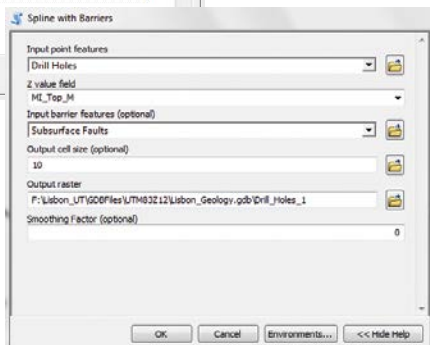 Spline with Barriers
Input point features
Drill Holes
Z value field
MI_Top_M
Input barrier features (optional)
Subsurface Faults
Output cell size (optional)
10
Output raster
F:\Lisbon_UT\GDBFiles\UTM83Z12\Lisbon_Geology.gdb\Drill_Holes_1
Smoothing Factor (optional)
0
OK Cancel Environments... << Hide Help